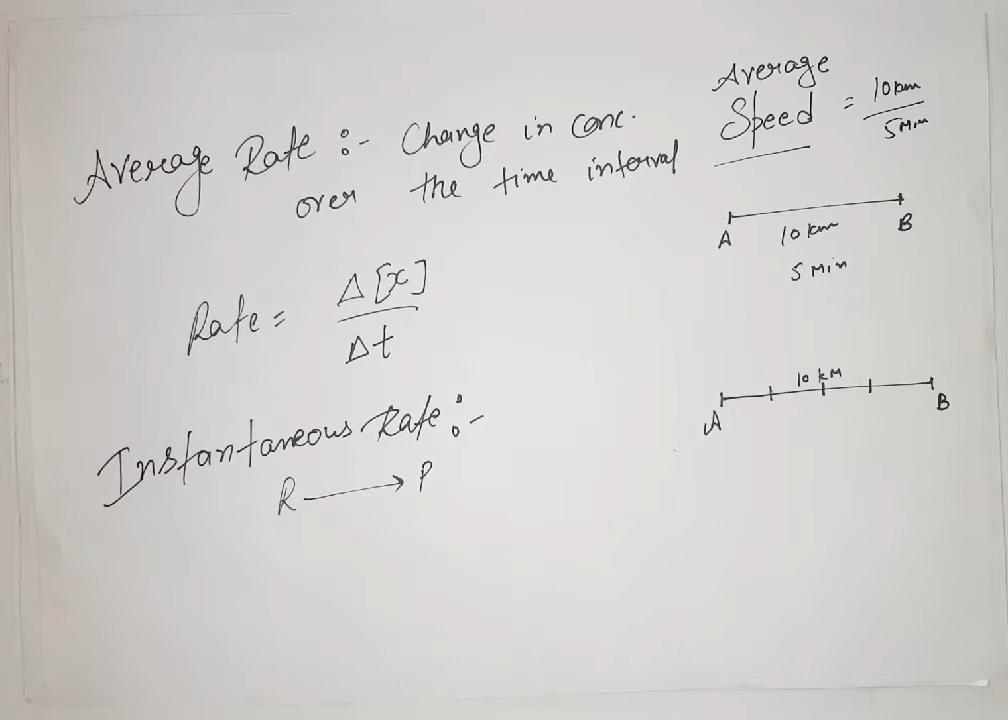 Average Rate :- Change in conc.
over the time interval
Rate = Δ[x]
Δt
Instantaneous Rate :-
R → P
Average
Speed = 10 km
5 Min
A 10 km B
5 Min
10 KM
A B